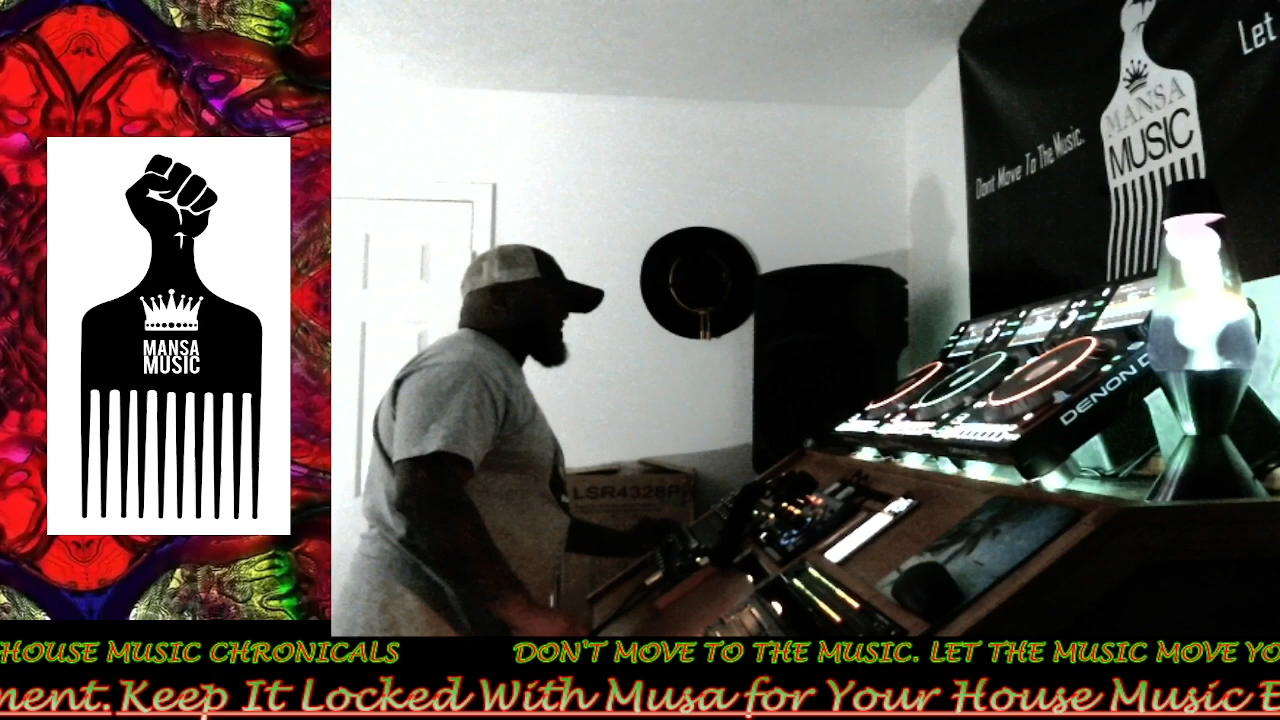 MANSA
MUSIC
Let
Dont Move To The Music.
MANSA
MUSIC
LSR4328P
DENON D
HOUSE MUSIC CHRONICALS DON'T MOVE TO THE MUSIC. LET THE MUSIC MOVE YO
ment. Keep It Locked With Musa for Your House Music E